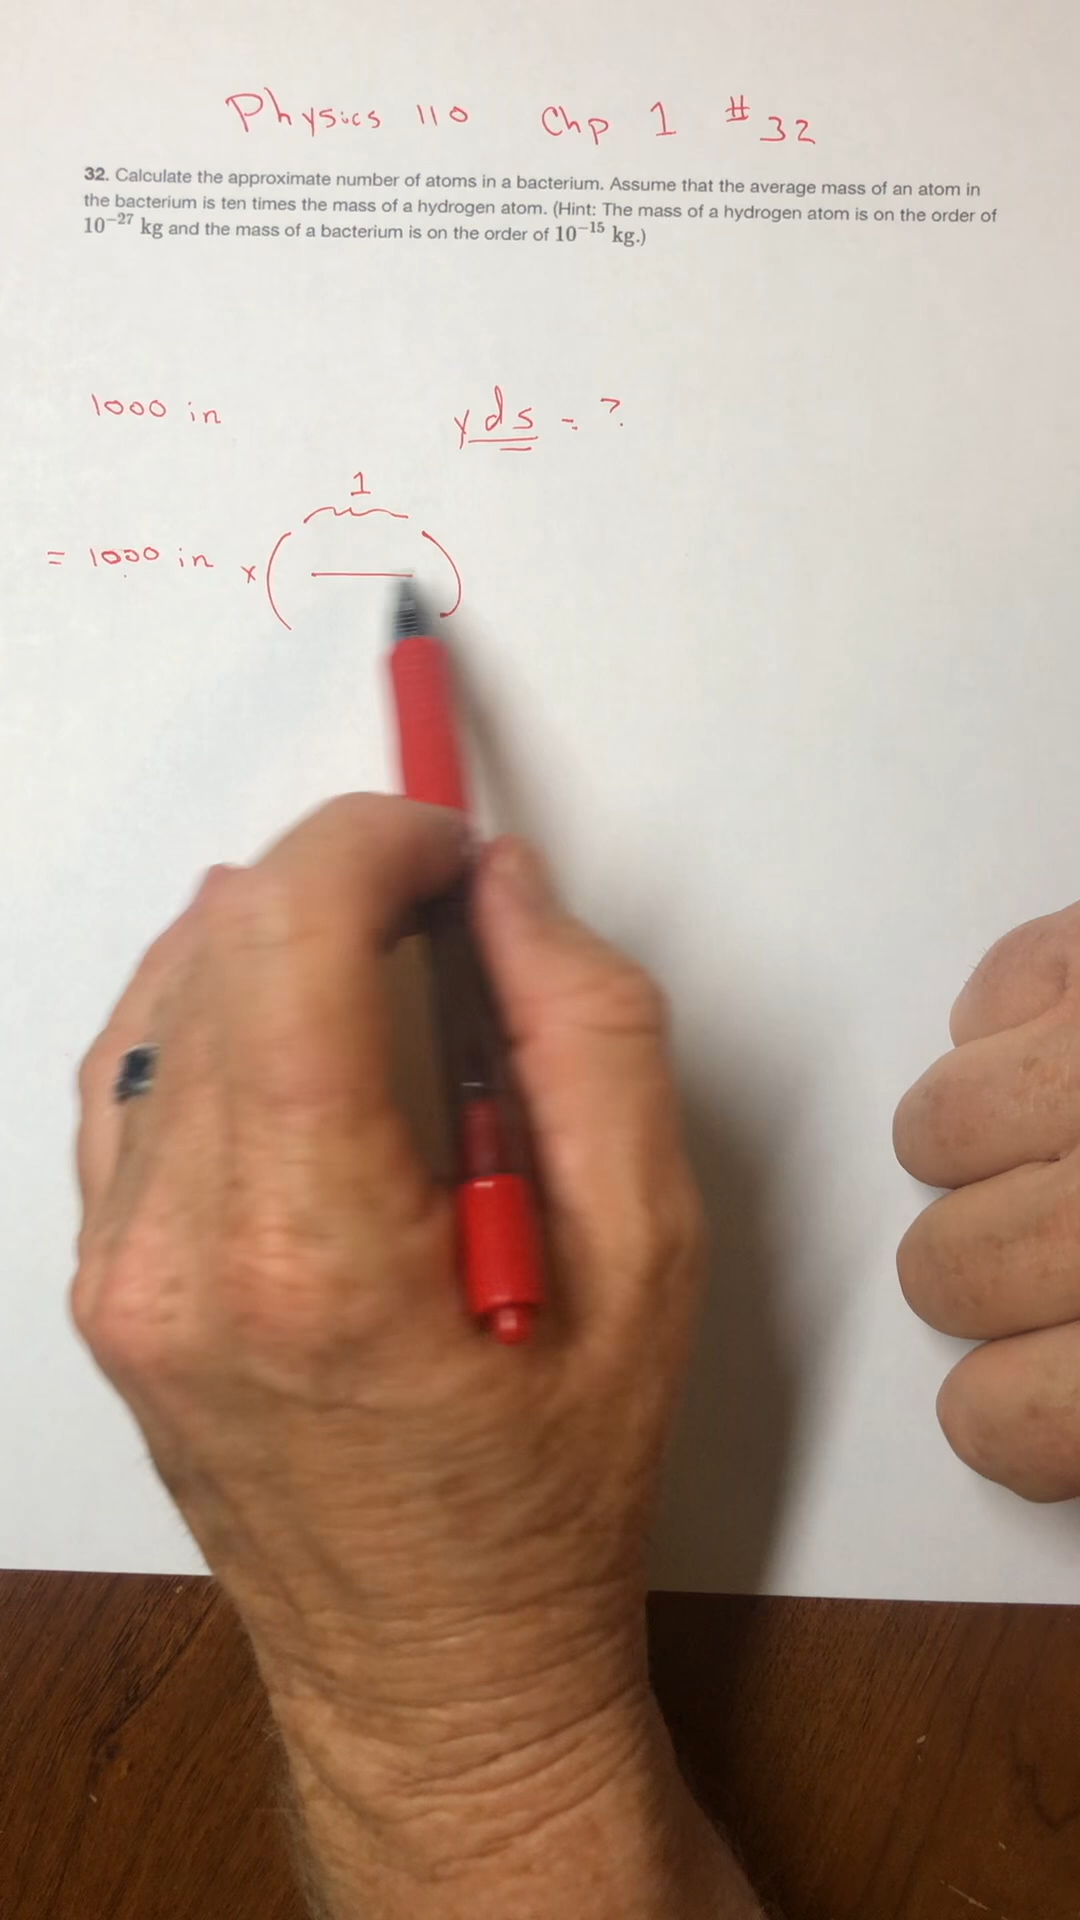 Physics 110 Chp 1 # 32
32. Calculate the approximate number of atoms in a bacterium. Assume that the average mass of an atom in
the bacterium is ten times the mass of a hydrogen atom. (Hint: The mass of a hydrogen atom is on the order of
10⁻²⁷ kg and the mass of a bacterium is on the order of 10⁻¹⁵ kg.)
1000 in yds = ?
1
= 1000 in x ( — )